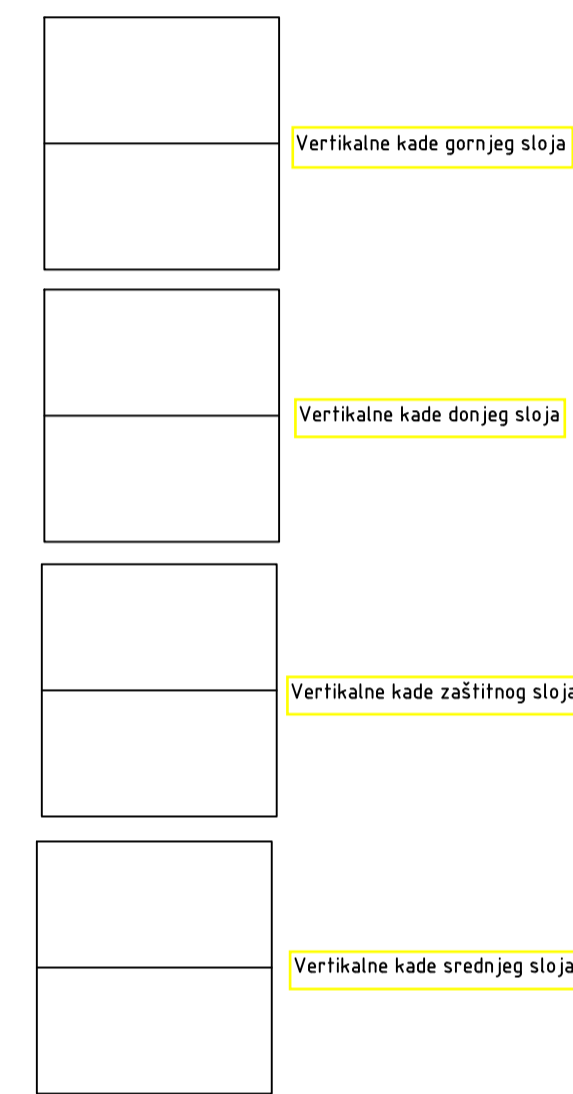 Vertikalne kade gornjeg sloja
Vertikalne kade donjeg sloja
Vertikalne kade zaštitnog sloja
Vertikalne kade srednjeg sloja